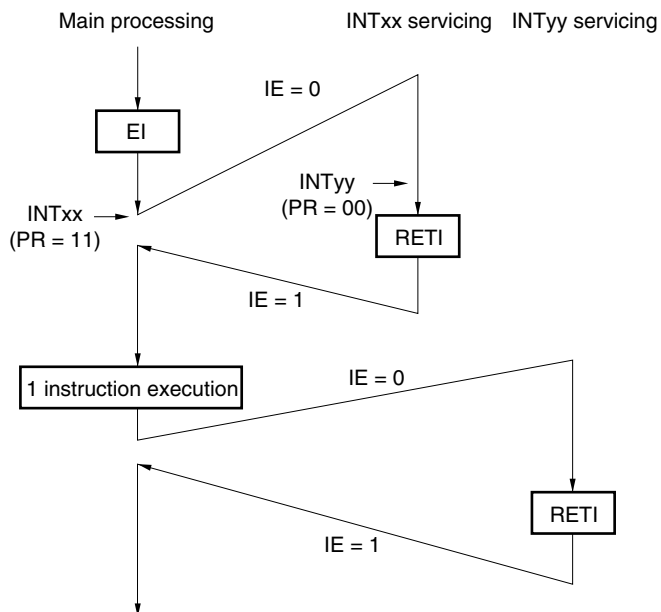 Main processing
INTxx servicing
INTyy servicing
IE = 0
EI
INTxx
(PR = 11)
INTyy
(PR = 00)
RETI
IE = 1
1 instruction execution
IE = 0
RETI
IE = 1